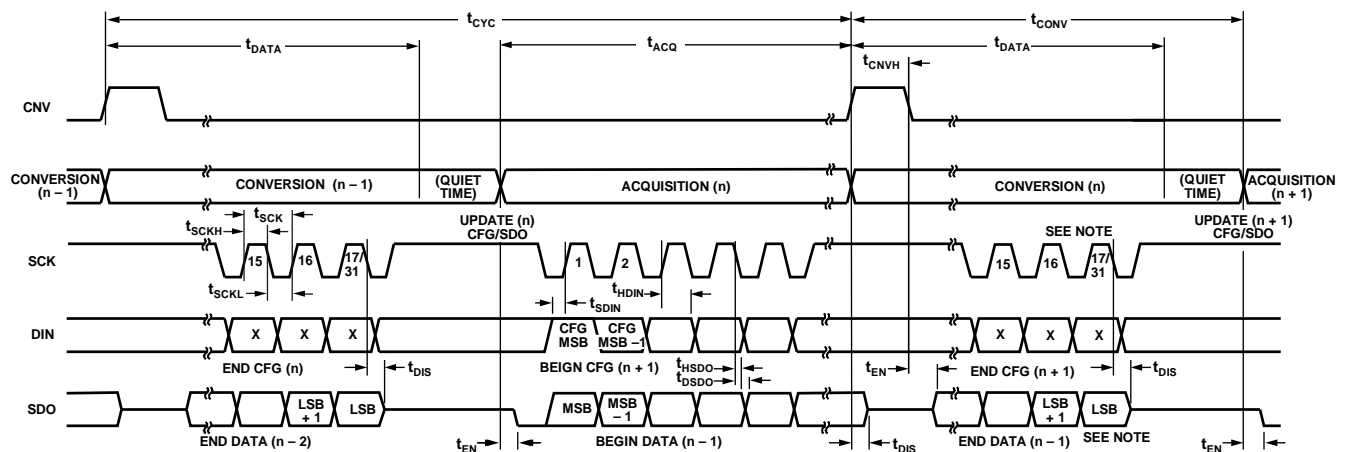 tCYC
tCONV
tDATA
tACQ
tDATA
tCNVH
CNV
CONVERSION
(n – 1)
CONVERSION (n – 1)
(QUIET
TIME)
ACQUISITION (n)
CONVERSION (n)
(QUIET
TIME)
ACQUISITION
(n + 1)
UPDATE (n)
CFG/SDO
UPDATE (n + 1)
CFG/SDO
SEE NOTE
tSCK
tSCKH
SCK
15
16
17/
31
1
2
15
16
17/
31
tSCKL
tHDIN
tSDIN
DIN
X
X
X
CFG
MSB
CFG
MSB –1
X
X
X
END CFG (n)
tDIS
BEIGN CFG (n + 1)
tHSDO
tDSDO
tEN
END CFG (n + 1)
tDIS
SDO
LSB
+ 1
LSB
MSB
MSB
– 1
LSB
+ 1
LSB
END DATA (n – 2)
tEN
BEGIN DATA (n – 1)
tDIS
END DATA (n – 1)
SEE NOTE
tEN